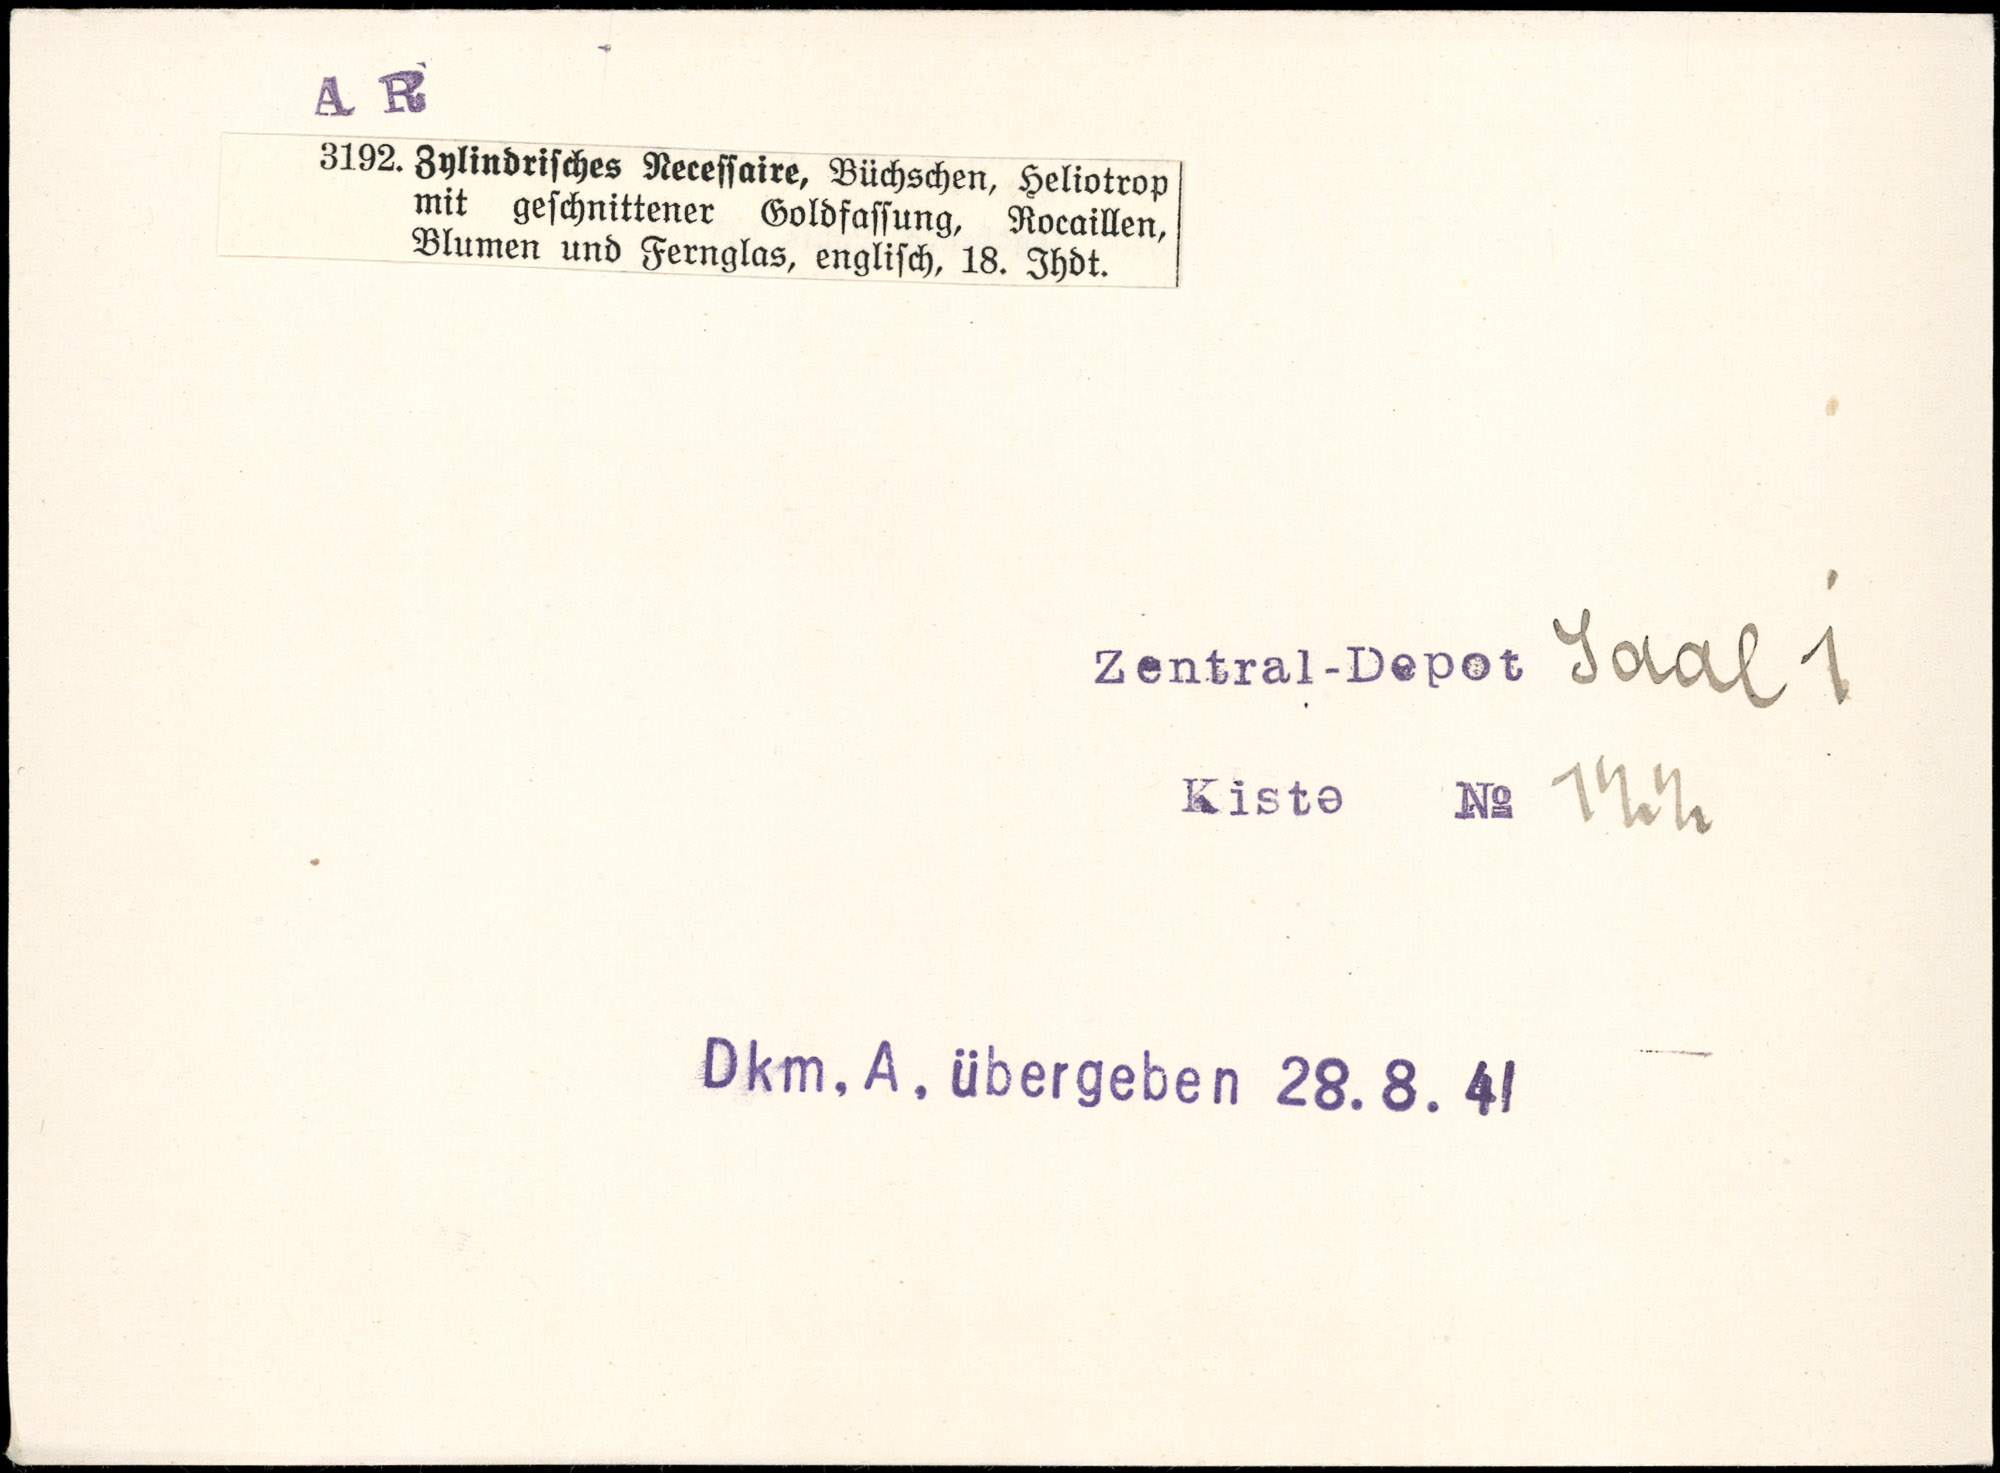 A R
3192. Zylindrisches Necessaire, Büchschen, Heliotrop
mit geschnittener Goldfassung, Rocaillen,
Blumen und Fernglas, englisch, 18. Jhdt.
Zentral-Depot Saal 1
Kiste № 
Dkm. A. übergeben 28. 8. 41